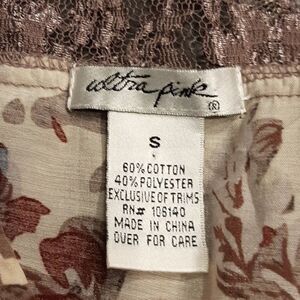 ultra pink
®
S
60% COTTON
40% POLYESTER
EXCLUSIVE OF TRIMS
RN# 106140
MADE IN CHINA
OVER FOR CARE